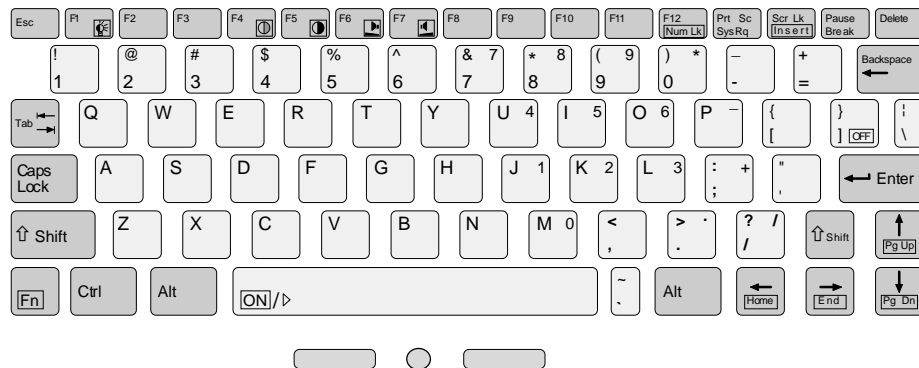 Esc F1 F2 F3 F4 F5 F6 F7 F8 F9 F10 F11 F12 Num Lk Prt Sc SysRq Scr Lk Insert Pause Break Delete
! 1 @ 2 # 3 $ 4 % 5 ^ 6 & 7 7 * 8 8 ( 9 9 ) * 0 _ - + = Backspace
Tab Q W E R T Y U 4 I 5 O 6 P – { [ } ] OFF ¦ \
Caps Lock A S D F G H J 1 K 2 L 3 : + ; " ' Enter
Shift Z X C V B N M 0 < , > . . ? / / Shift Pg Up
Fn Ctrl Alt ON / ~ ` Alt Home End Pg Dn